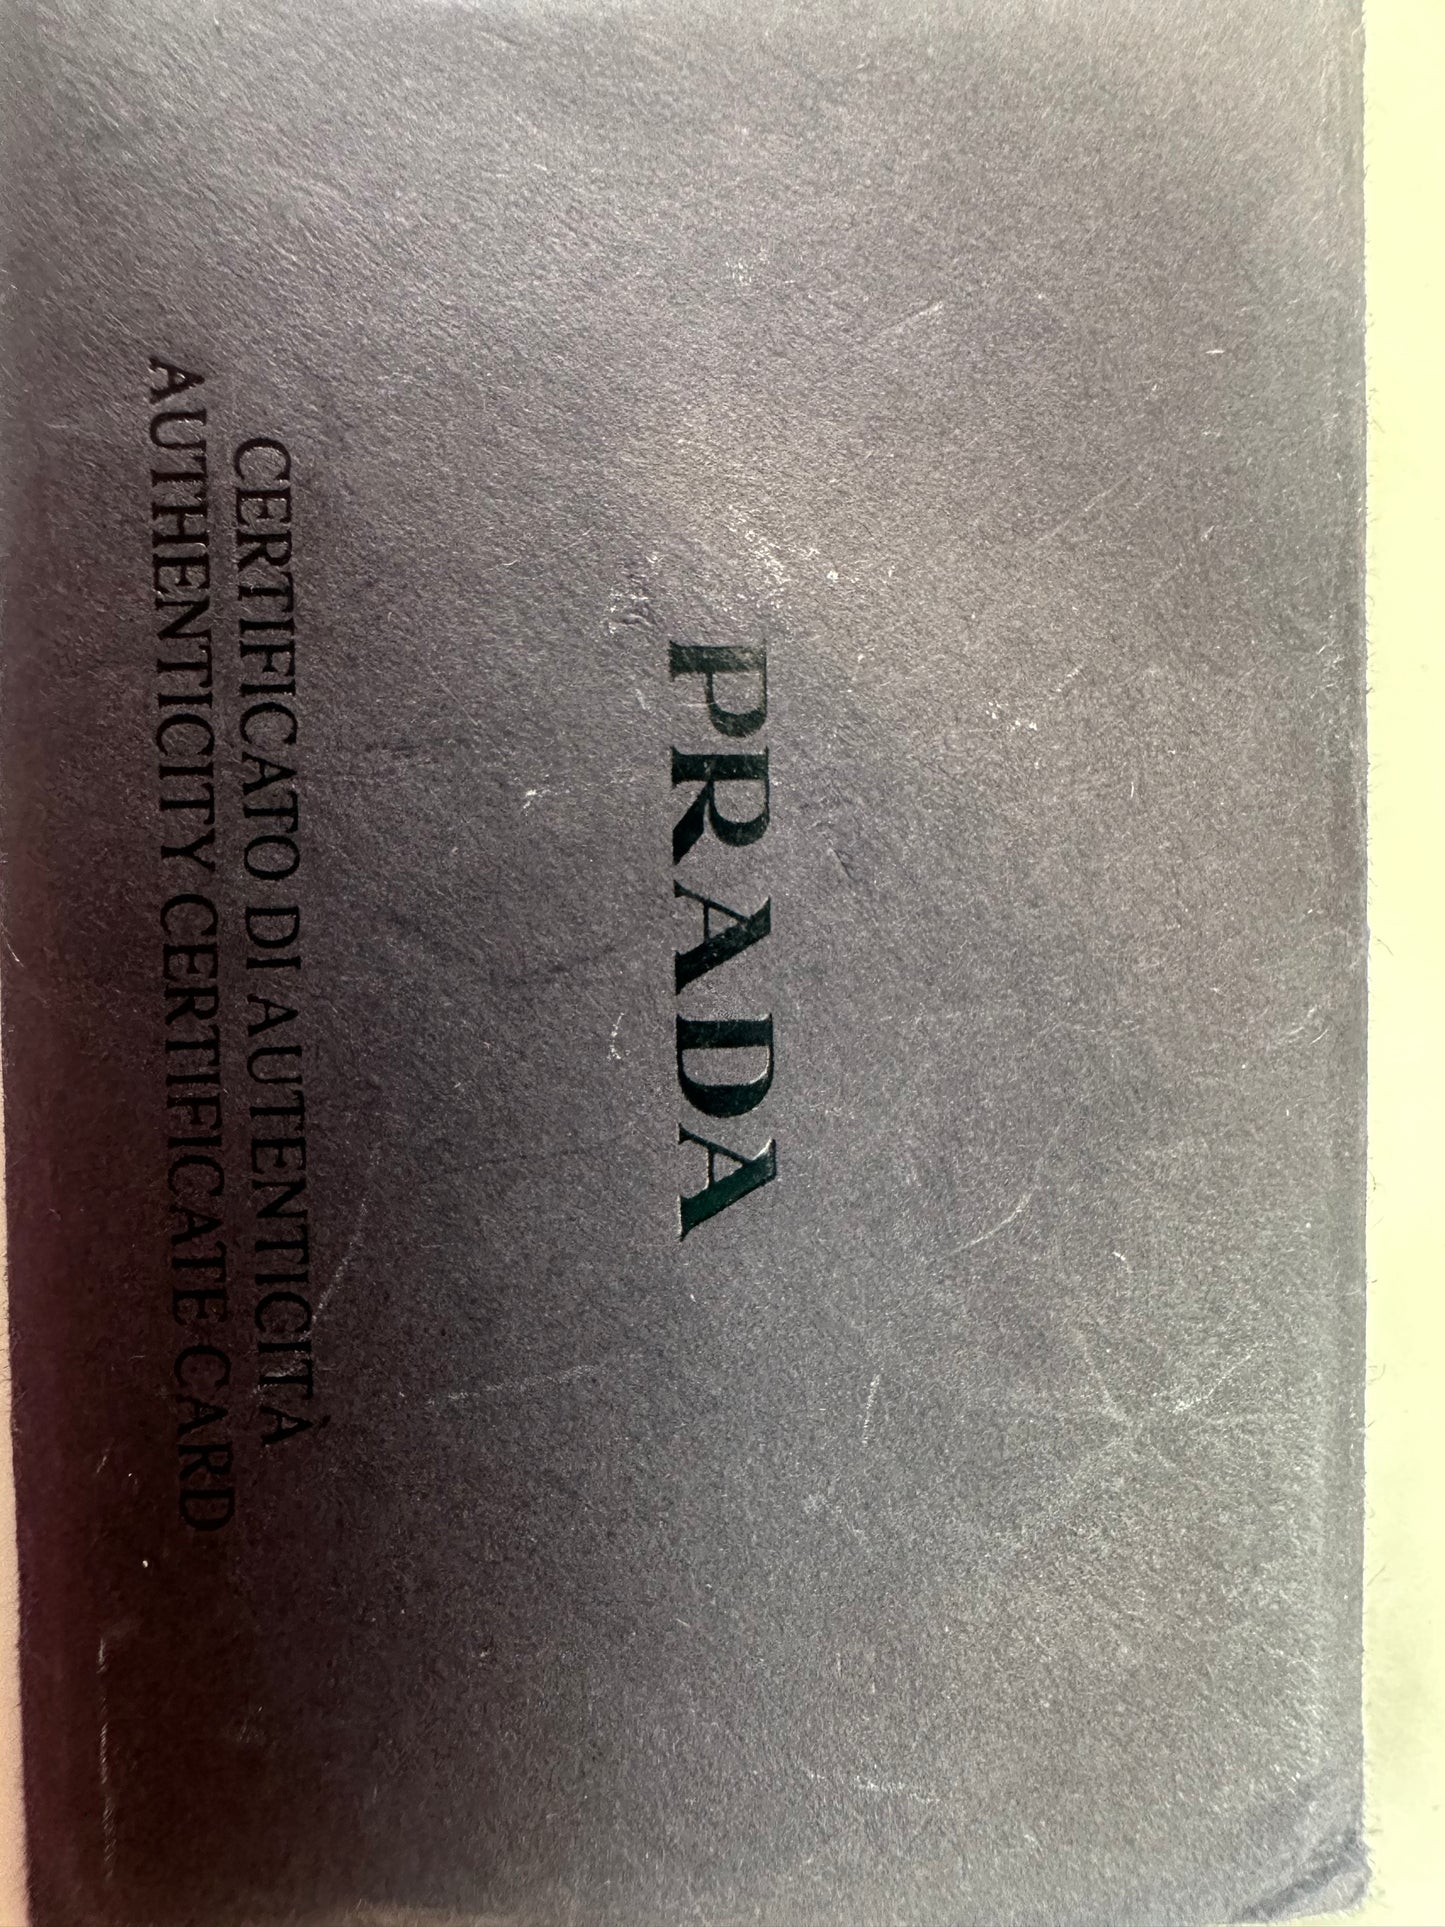 PRADA
CERTIFICATO DI AUTENTICITÀ
AUTHENTICITY CERTIFICATE CARD